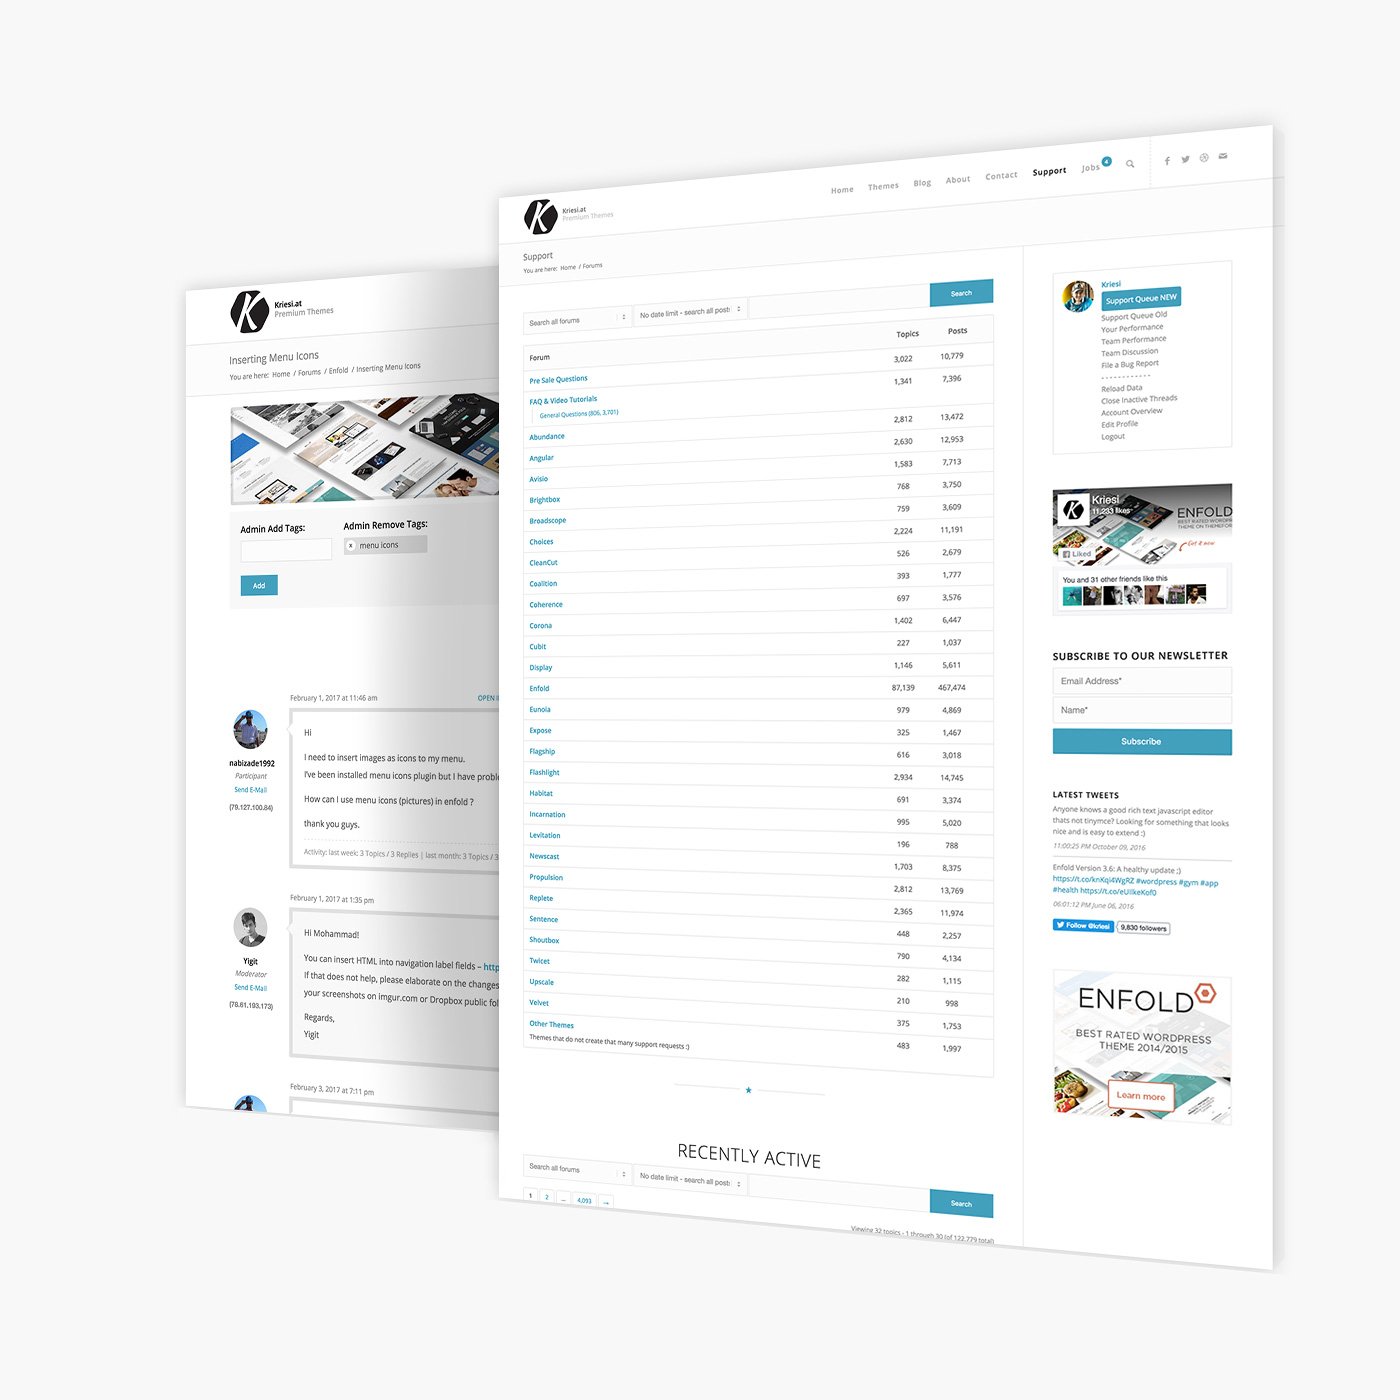 Kriesi.at
Premium Themes
Inserting Menu Icons
You are here: Home / Forums / Enfold / Inserting Menu Icons
Admin Add Tags:
Admin Remove Tags:
x menu icons
Add
February 1, 2017 at 11:46 am
OPEN
nabizade1992
Participant
Send E-Mail
(79.127.100.84)
Hi
I need to insert images as icons to my menu.
I've been installed menu icons plugin but I have proble
How can I use menu icons (pictures) in enfold ?
thank you guys.
Activity: last week: 3 Topics / 3 Replies | last month: 3 Topics / 3
February 1, 2017 at 1:35 pm
Yigit
Moderator
Send E-Mail
(78.61.193.173)
Hi Mohammad!
You can insert HTML into navigation label fields – http
If that does not help, please elaborate on the changes
your screenshots on imgur.com or Dropbox public fol
Regards,
Yigit
February 3, 2017 at 7:11 pm
Kriesi.at
Premium Themes
Home Themes Blog About Contact Support Jobs 4
Support
You are here: Home / Forums
Search all forums
No date limit - search all posts
Search
Forum Topics Posts
Pre Sale Questions 3,022 10,779
FAQ & Video Tutorials 1,341 7,396
General Questions (806, 3,701)
Abundance 2,812 13,472
Angular 2,630 12,953
Avisio 1,583 7,713
Brightbox 768 3,750
Broadscope 759 3,609
Choices 2,224 11,191
CleanCut 526 2,679
Coalition 393 1,777
Coherence 697 3,576
Corona 1,402 6,447
Cubit 227 1,037
Display 1,146 5,611
Enfold 87,139 467,474
Eunoia 979 4,869
Expose 325 1,467
Flagship 616 3,018
Flashlight 2,934 14,745
Habitat 691 3,374
Incarnation 995 5,020
Levitation 196 788
Newscast 1,703 8,375
Propulsion 2,812 13,769
Replete 2,365 11,974
Sentence 448 2,257
Shoutbox 790 4,134
Twicet 282 1,115
Upscale 210 998
Velvet 375 1,753
Other Themes 483 1,997
Themes that do not create that many support requests :)
RECENTLY ACTIVE
Search all forums
No date limit - search all posts
Search
1 2 ... 4,093 →
Viewing 32 topics - 1 through 30 (of 122,779 total)
Kriesi
Support Queue NEW
Support Queue Old
Your Performance
Team Performance
Team Discussion
File a Bug Report
------------
Reload Data
Close Inactive Threads
Account Overview
Edit Profile
Logout
Kriesi
11,233 likes
ENFOLD
BEST RATED WORDPR
THEME ON THEMEFOR
Get it now
Liked
You and 31 other friends like this
SUBSCRIBE TO OUR NEWSLETTER
Email Address*
Name*
Subscribe
LATEST TWEETS
Anyone knows a good rich text javascript editor
thats not tinymce? Looking for something that looks
nice and is easy to extend :)
11:00:25 PM October 09, 2016
Enfold Version 3.6: A healthy update ;)
https://t.co/knXqi4WgRZ #wordpress #gym #app
#health https://t.co/eUIlkeKof0
06:01:12 PM June 06, 2016
Follow @kriesi
9,830 followers
ENFOLD
BEST RATED WORDPRESS
THEME 2014/2015
Learn more